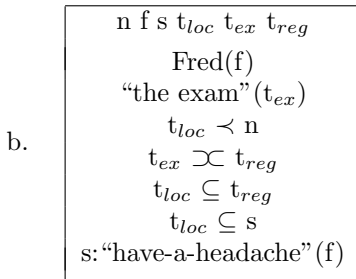 n f s t_loc t_ex t_reg
Fred(f)
“the exam”(t_ex)
t_loc ≺ n
b.
t_ex ⊃⊂ t_reg
t_loc ⊆ t_reg
t_loc ⊆ s
s:“have-a-headache”(f)